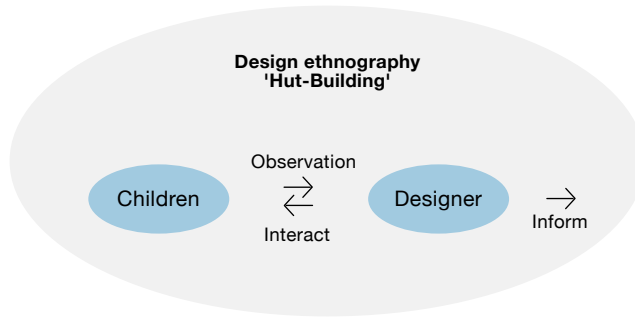 Design ethnography
'Hut-Building'
Observation
Children
Designer
Interact
Inform